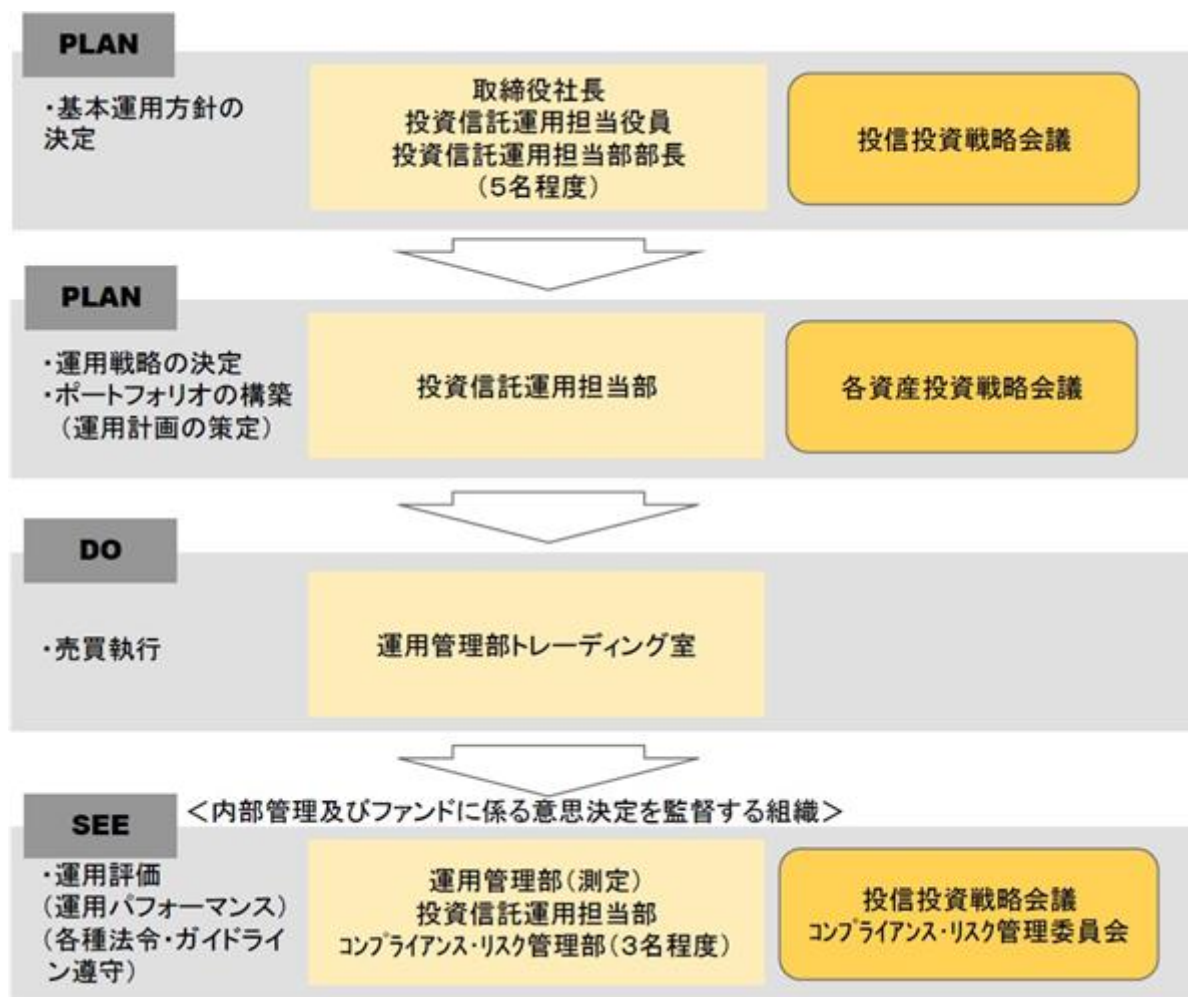 PLAN
・基本運用方針の
決定
取締役社長
投資信託運用担当役員
投資信託運用担当部部長
（5名程度）
投信投資戦略会議
PLAN
・運用戦略の決定
・ポートフォリオの構築
（運用計画の策定）
投資信託運用担当部
各資産投資戦略会議
DO
・売買執行
運用管理部トレーディング室
＜内部管理及びファンドに係る意思決定を監督する組織＞
SEE
・運用評価
（運用パフォーマンス）
（各種法令・ガイドライ
ン遵守）
運用管理部（測定）
投資信託運用担当部
ｺﾝﾌﾟﾗｲｱﾝｽ・ﾘｽｸ管理部（3名程度）
投信投資戦略会議
ｺﾝﾌﾟﾗｲｱﾝｽ・ﾘｽｸ管理委員会